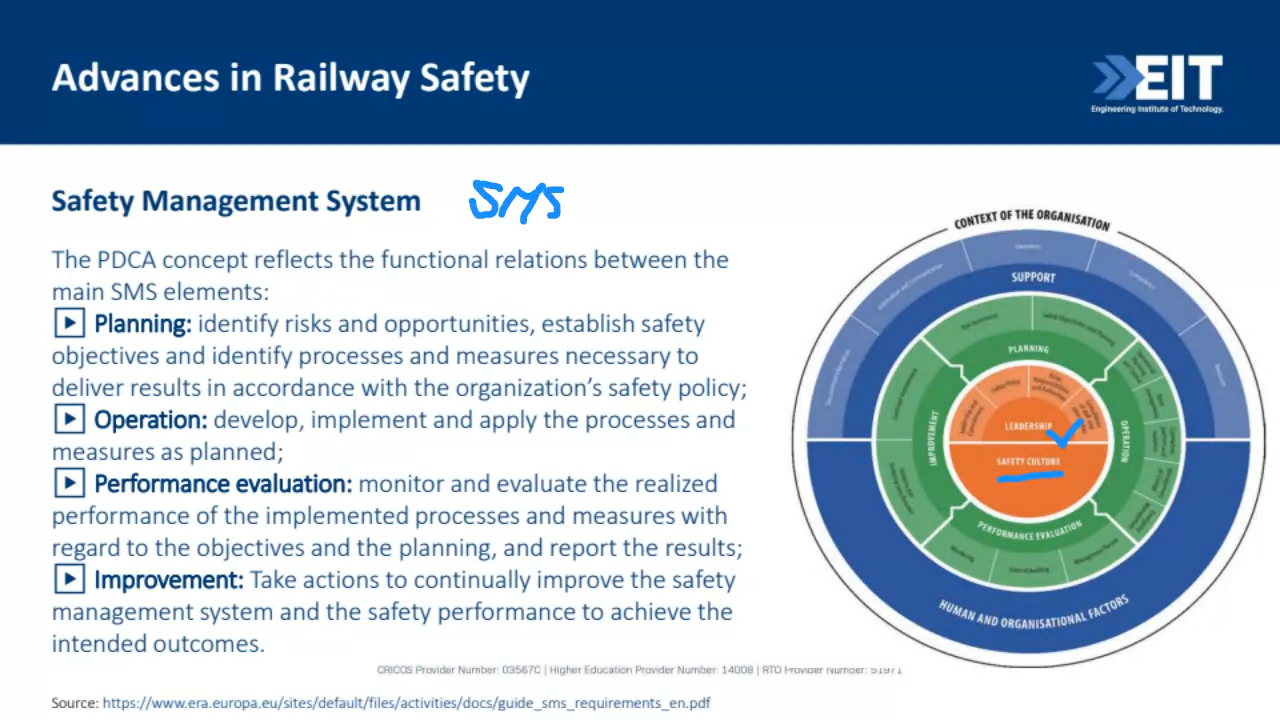 Advances in Railway Safety
EIT
Engineering Institute of Technology.
Safety Management System
SMS
The PDCA concept reflects the functional relations between the
main SMS elements:
Planning: identify risks and opportunities, establish safety
objectives and identify processes and measures necessary to
deliver results in accordance with the organization's safety policy;
Operation: develop, implement and apply the processes and
measures as planned;
Performance evaluation: monitor and evaluate the realized
performance of the implemented processes and measures with
regard to the objectives and the planning, and report the results;
Improvement: Take actions to continually improve the safety
management system and the safety performance to achieve the
intended outcomes.
CONTEXT OF THE ORGANISATION
SUPPORT
PLANNING
LEADERSHIP
SAFETY CULTURE
IMPROVEMENT
OPERATION
PERFORMANCE EVALUATION
Monitoring
Management Review
HUMAN AND ORGANISATIONAL FACTORS
Safety Policy
Competence
CRICOS Provider Number: 03567C | Higher Education Provider Number: 14008 | RTO Provider Number: 51971
Source: https://www.era.europa.eu/sites/default/files/activities/docs/guide_sms_requirements_en.pdf